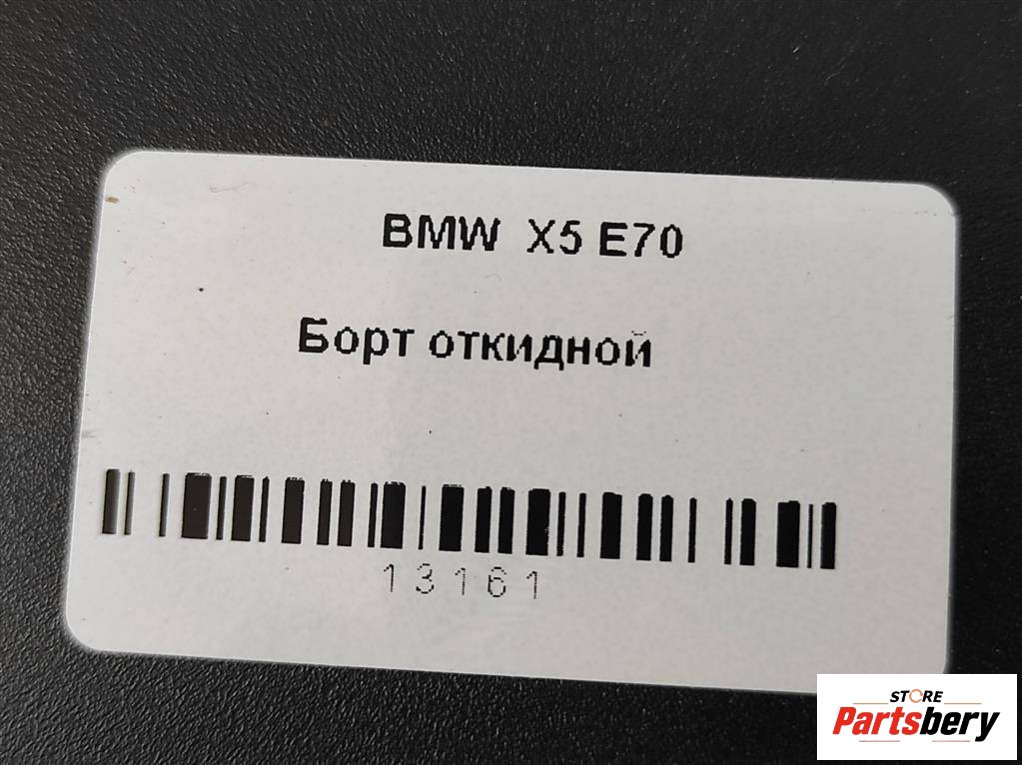 BMW X5 E70
Борт откидной
13161
STORE
Partsbery